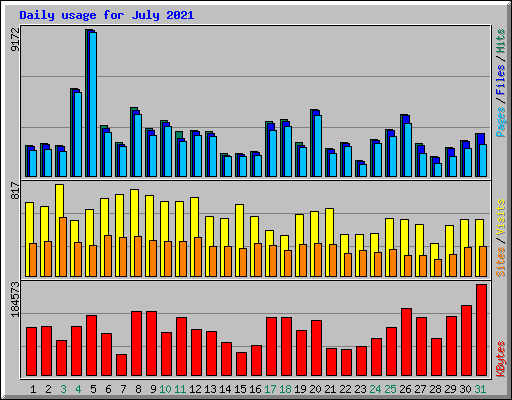 Daily usage for July 2021
9172
817
184573
Pages / Files / Hits
Sites / Visits
KBytes
1 2 3 4 5 6 7 8 9 10 11 12 13 14 15 16 17 18 19 20 21 22 23 24 25 26 27 28 29 30 31